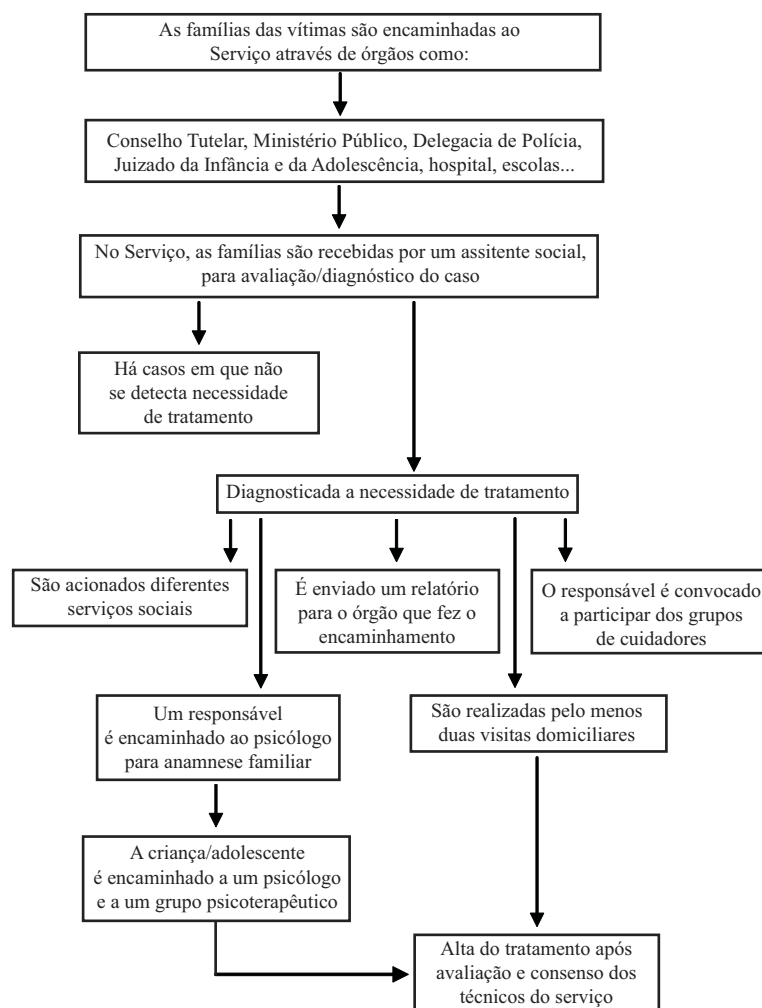 As famílias das vítimas são encaminhadas ao
Serviço através de órgãos como:
Conselho Tutelar, Ministério Público, Delegacia de Polícia,
Juizado da Infância e da Adolescência, hospital, escolas...
No Serviço, as famílias são recebidas por um assitente social,
para avaliação/diagnóstico do caso
Há casos em que não
se detecta necessidade
de tratamento
Diagnosticada a necessidade de tratamento
São acionados diferentes
serviços sociais
É enviado um relatório
para o órgão que fez o
encaminhamento
O responsável é convocado
a participar dos grupos
de cuidadores
Um responsável
é encaminhado ao psicólogo
para anamnese familiar
São realizadas pelo menos
duas visitas domiciliares
A criança/adolescente
é encaminhado a um psicólogo
e a um grupo psicoterapêutico
Alta do tratamento após
avaliação e consenso dos
técnicos do serviço